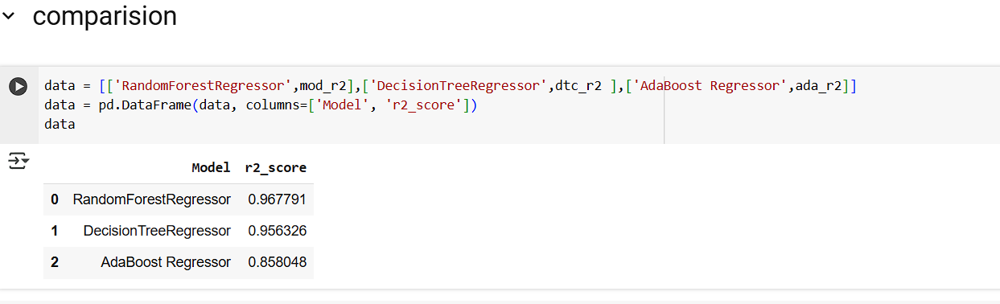 comparision
data = [['RandomForestRegressor',mod_r2],['DecisionTreeRegressor',dtc_r2 ],['AdaBoost Regressor',ada_r2]]
data = pd.DataFrame(data, columns=['Model', 'r2_score'])
data
Model r2_score
0 RandomForestRegressor 0.967791
1 DecisionTreeRegressor 0.956326
2 AdaBoost Regressor 0.858048